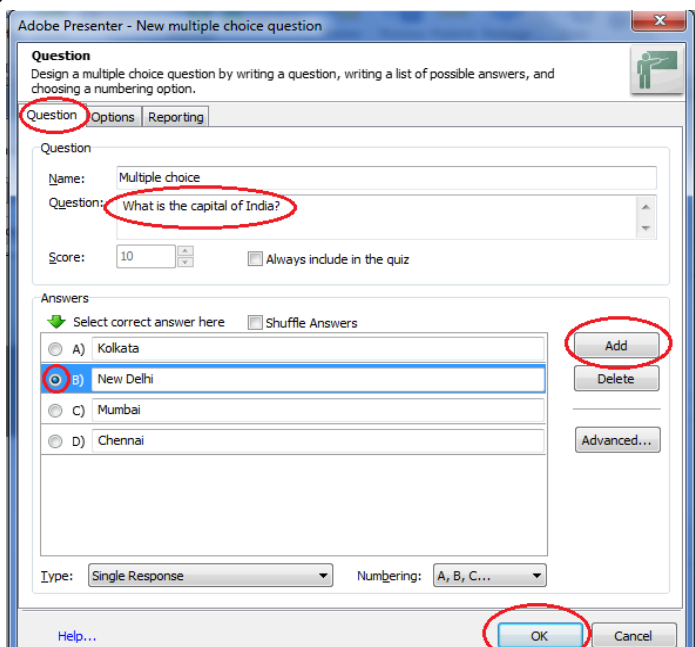 Adobe Presenter - New multiple choice question
Question
Design a multiple choice question by writing a question, writing a list of possible answers, and
choosing a numbering option.
Question Options Reporting
Question
Name: Multiple choice
Question: What is the capital of India?
Score: 10 Always include in the quiz
Answers
Select correct answer here Shuffle Answers
A) Kolkata Add
B) New Delhi Delete
C) Mumbai
D) Chennai Advanced...
Type: Single Response Numbering: A, B, C...
Help... OK Cancel